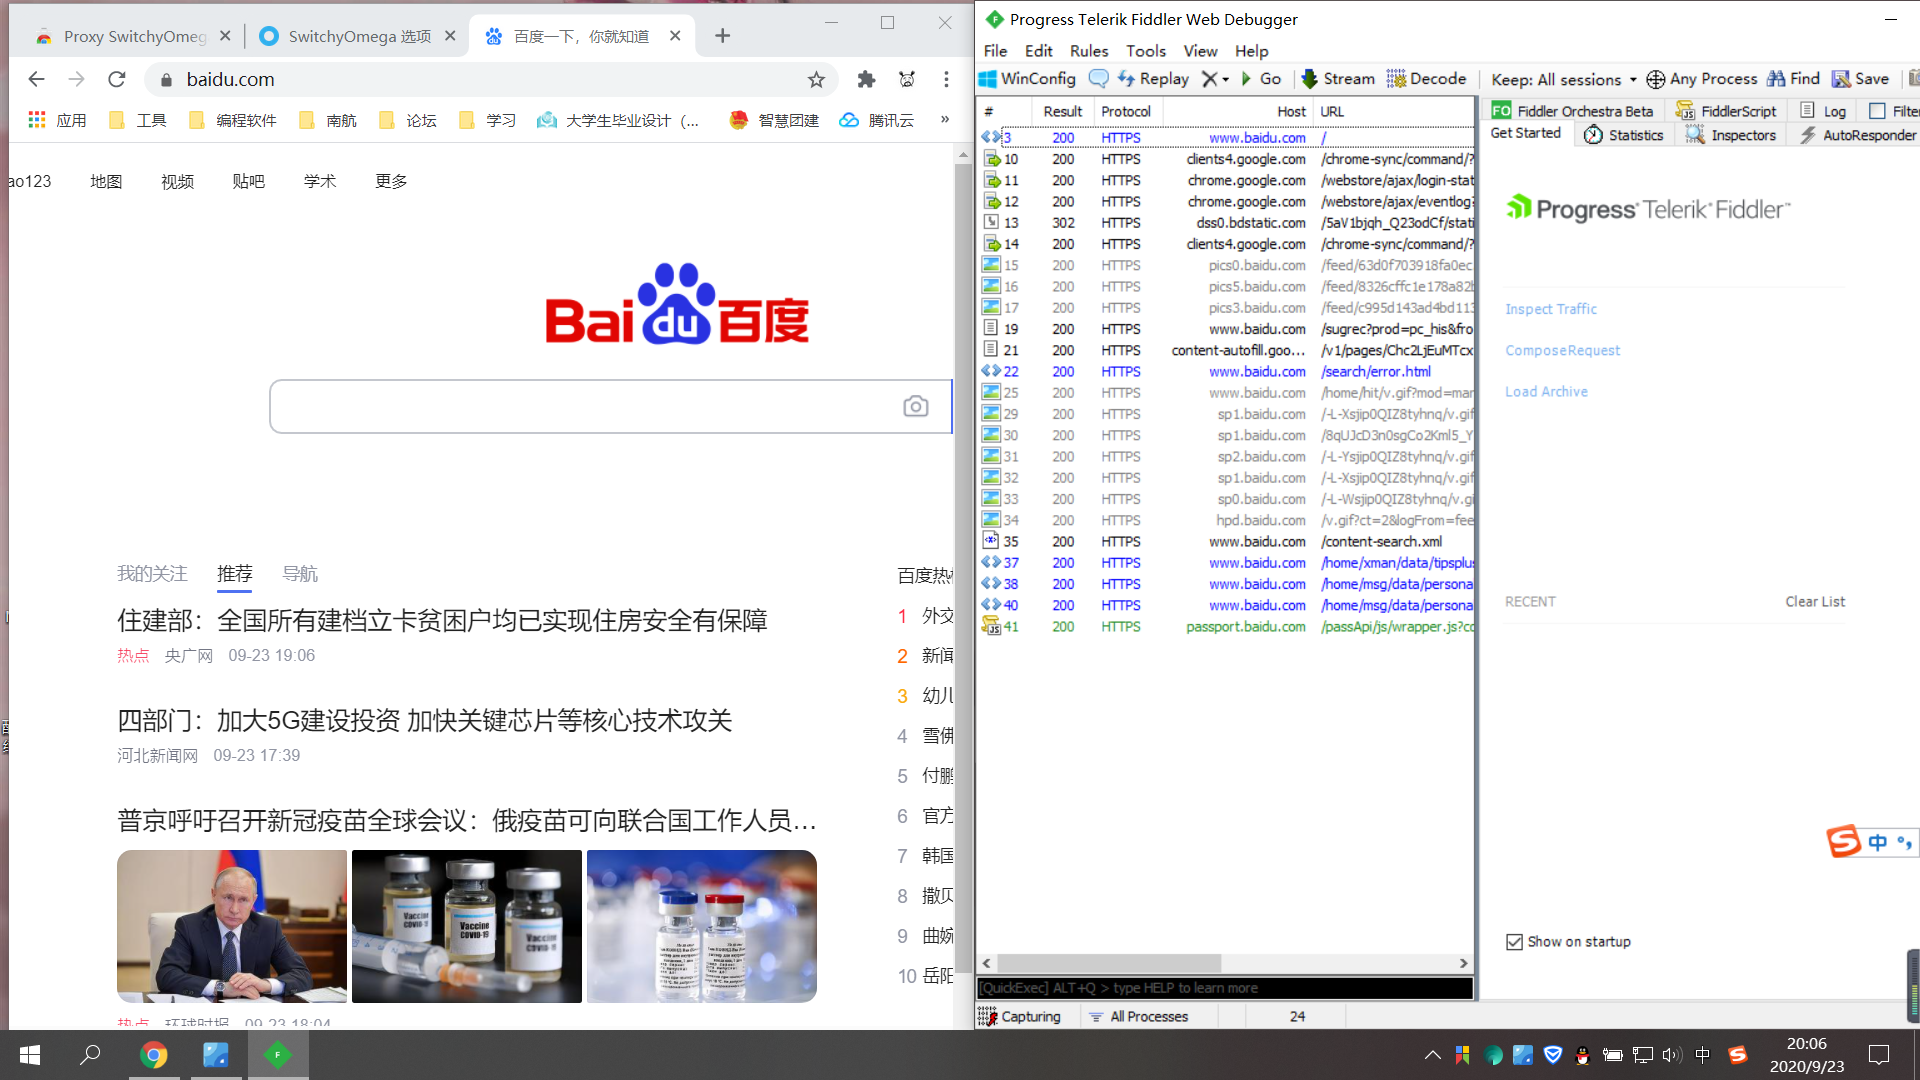 Proxy SwitchyOmeg
SwitchyOmega 选项
百度一下，你就知道
baidu.com
应用
工具
编程软件
南航
论坛
学习
大学生毕业设计（...
智慧团建
腾讯云
»
ao123
地图
视频
贴吧
学术
更多
Bai du 百度
我的关注
推荐
导航
住建部：全国所有建档立卡贫困户均已实现住房安全有保障
热点 央广网 09-23 19:06
四部门：加大5G建设投资 加快关键芯片等核心技术攻关
河北新闻网 09-23 17:39
普京呼吁召开新冠疫苗全球会议：俄疫苗可向联合国工作人员...
Vaccine COVID-19
Vaccine COVID-19
Vaccine COVID-19
热点 环球时报 09-23 18:04
百度热
1 外交
2 新闻
3 幼儿
4 雪佛
5 付鹏
6 官方
7 韩国
8 撒贝
9 曲婉
10 岳阳
Progress Telerik Fiddler Web Debugger
File Edit Rules Tools View Help
WinConfig Replay Go Stream Decode Keep: All sessions Any Process Find Save
# Result Protocol Host URL
3 200 HTTPS www.baidu.com /
10 200 HTTPS clients4.google.com /chrome-sync/command/?
11 200 HTTPS chrome.google.com /webstore/ajax/login-stat
12 200 HTTPS chrome.google.com /webstore/ajax/eventlog?
13 302 HTTPS dss0.bdstatic.com /5aV1bjqh_Q23odCf/stati
14 200 HTTPS clients4.google.com /chrome-sync/command/?
15 200 HTTPS pics0.baidu.com /feed/63d0f703918fa0ec
16 200 HTTPS pics5.baidu.com /feed/8326cffc1e178a82b
17 200 HTTPS pics3.baidu.com /feed/c995d143ad4bd113
19 200 HTTPS www.baidu.com /sugrec?prod=pc_his&fro
21 200 HTTPS content-autofill.goo... /v1/pages/Chc2LjEuMTcx
22 200 HTTPS www.baidu.com /search/error.html
25 200 HTTPS www.baidu.com /home/hit/v.gif?mod=man
29 200 HTTPS sp1.baidu.com /-L-Xsjip0QIZ8tyhnq/v.gif
30 200 HTTPS sp1.baidu.com /8qUJcD3n0sgCo2Kml5_Y
31 200 HTTPS sp2.baidu.com /-L-Ysjip0QIZ8tyhnq/v.gif
32 200 HTTPS sp1.baidu.com /-L-Xsjip0QIZ8tyhnq/v.gif
33 200 HTTPS sp0.baidu.com /-L-Wsjip0QIZ8tyhnq/v.gi
34 200 HTTPS hpd.baidu.com /v.gif?ct=2&logFrom=fee
35 200 HTTPS www.baidu.com /content-search.xml
37 200 HTTPS www.baidu.com /home/xman/data/tipsplus
38 200 HTTPS www.baidu.com /home/msg/data/persona
40 200 HTTPS www.baidu.com /home/msg/data/persona
41 200 HTTPS passport.baidu.com /passApi/js/wrapper.js?cc
[QuickExec] ALT+Q > type HELP to learn more
Capturing All Processes 24
FO Fiddler Orchestra Beta FiddlerScript Log Filte
Get Started Statistics Inspectors AutoResponder
Progress Telerik Fiddler
Inspect Traffic
Compose Request
Load Archive
RECENT Clear List
Show on startup
中
中
20:06
2020/9/23